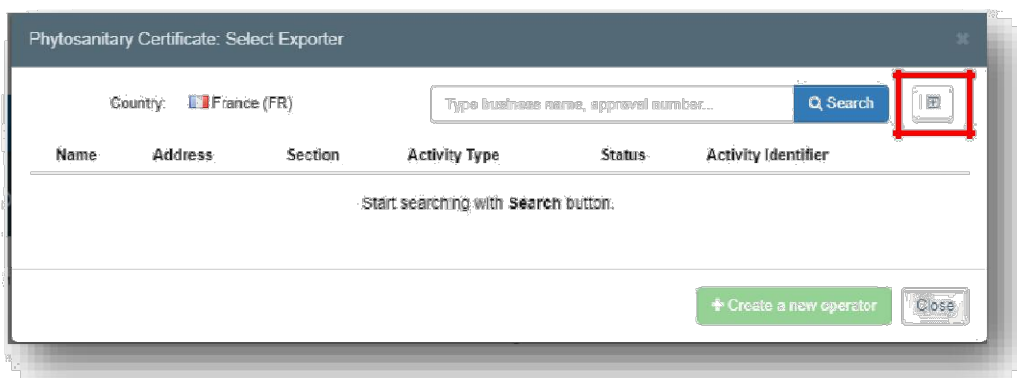 Phytosanitary Certificate: Select Exporter
Country: France (FR) Type business name, approval number... Search
Name Address Section Activity Type Status Activity Identifier
Start searching with Search button.
+ Create a new operator Close